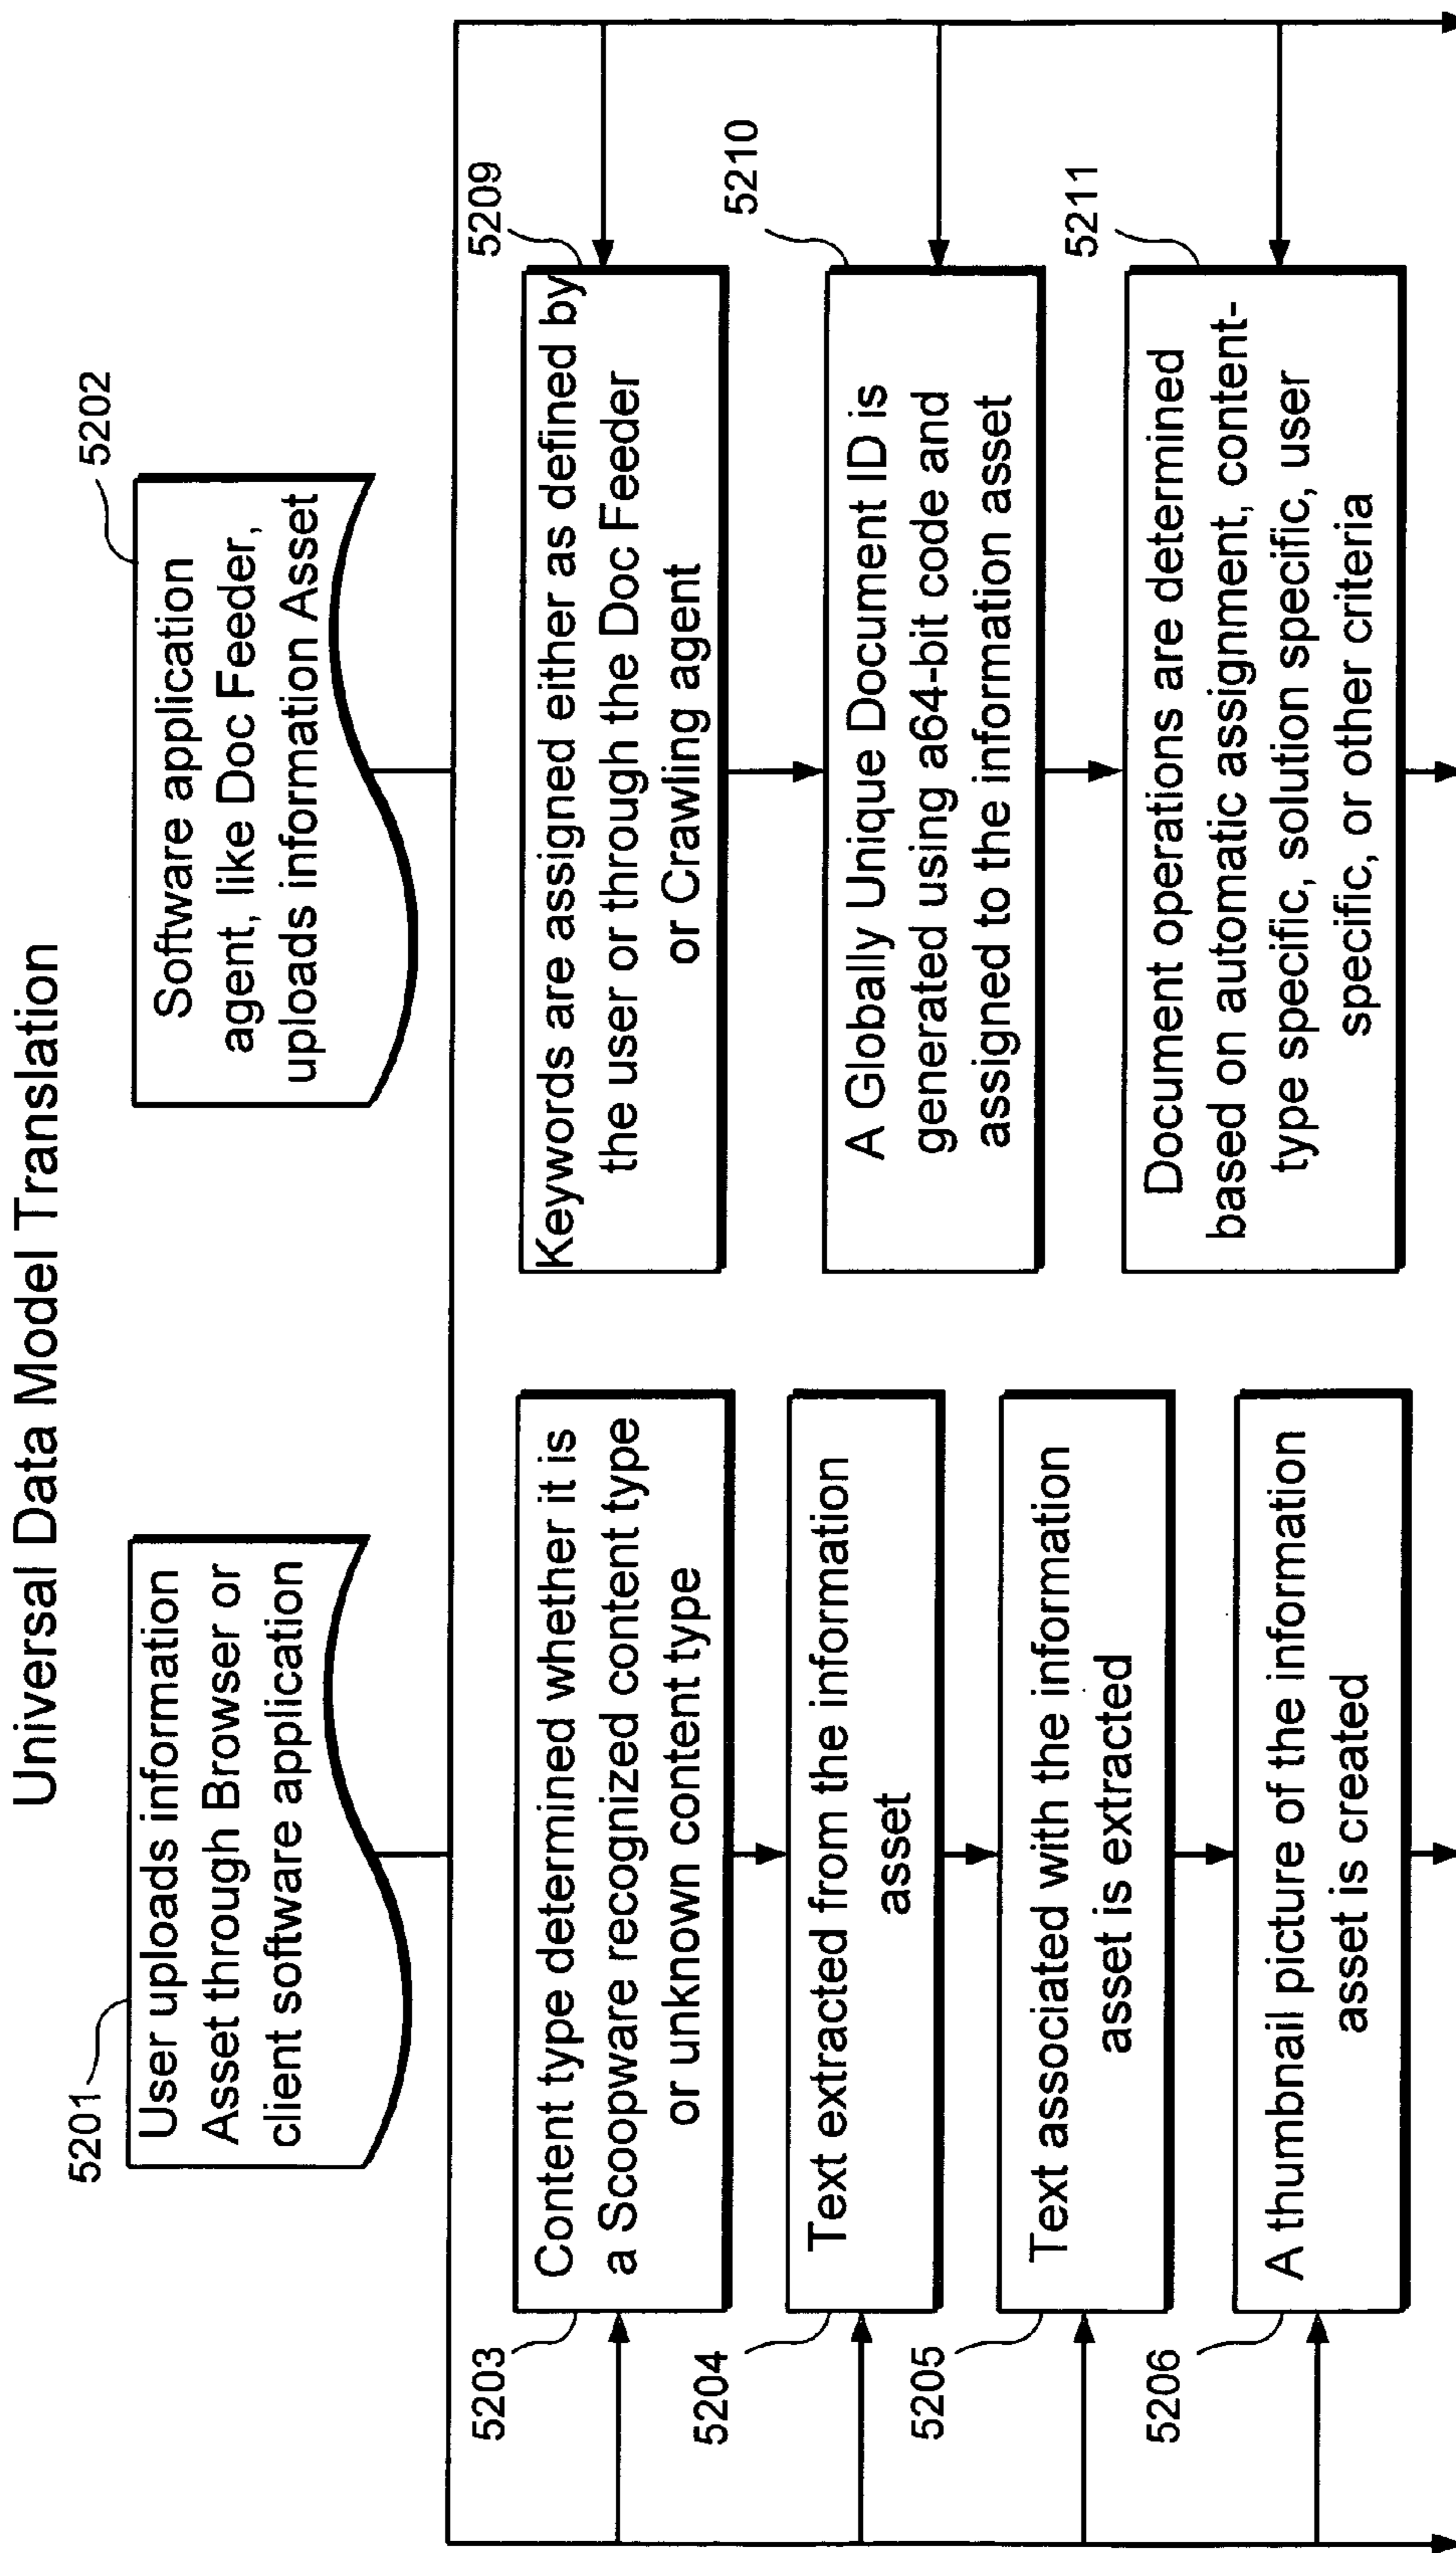 Universal Data Model Translation
5201
User uploads information
Asset through Browser or
client software application
5202
Software application
agent, like Doc Feeder,
uploads information Asset
5203
Content type determined whether it is
a Scoopware recognized content type
or unknown content type
5204
Text extracted from the information
asset
5205
Text associated with the information
asset is extracted
5206
A thumbnail picture of the information
asset is created
5209
Keywords are assigned either as defined by
the user or through the Doc Feeder
or Crawling agent
5210
A Globally Unique Document ID is
generated using a64-bit code and
assigned to the information asset
5211
Document operations are determined
based on automatic assignment, content-
type specific, solution specific, user
specific, or other criteria